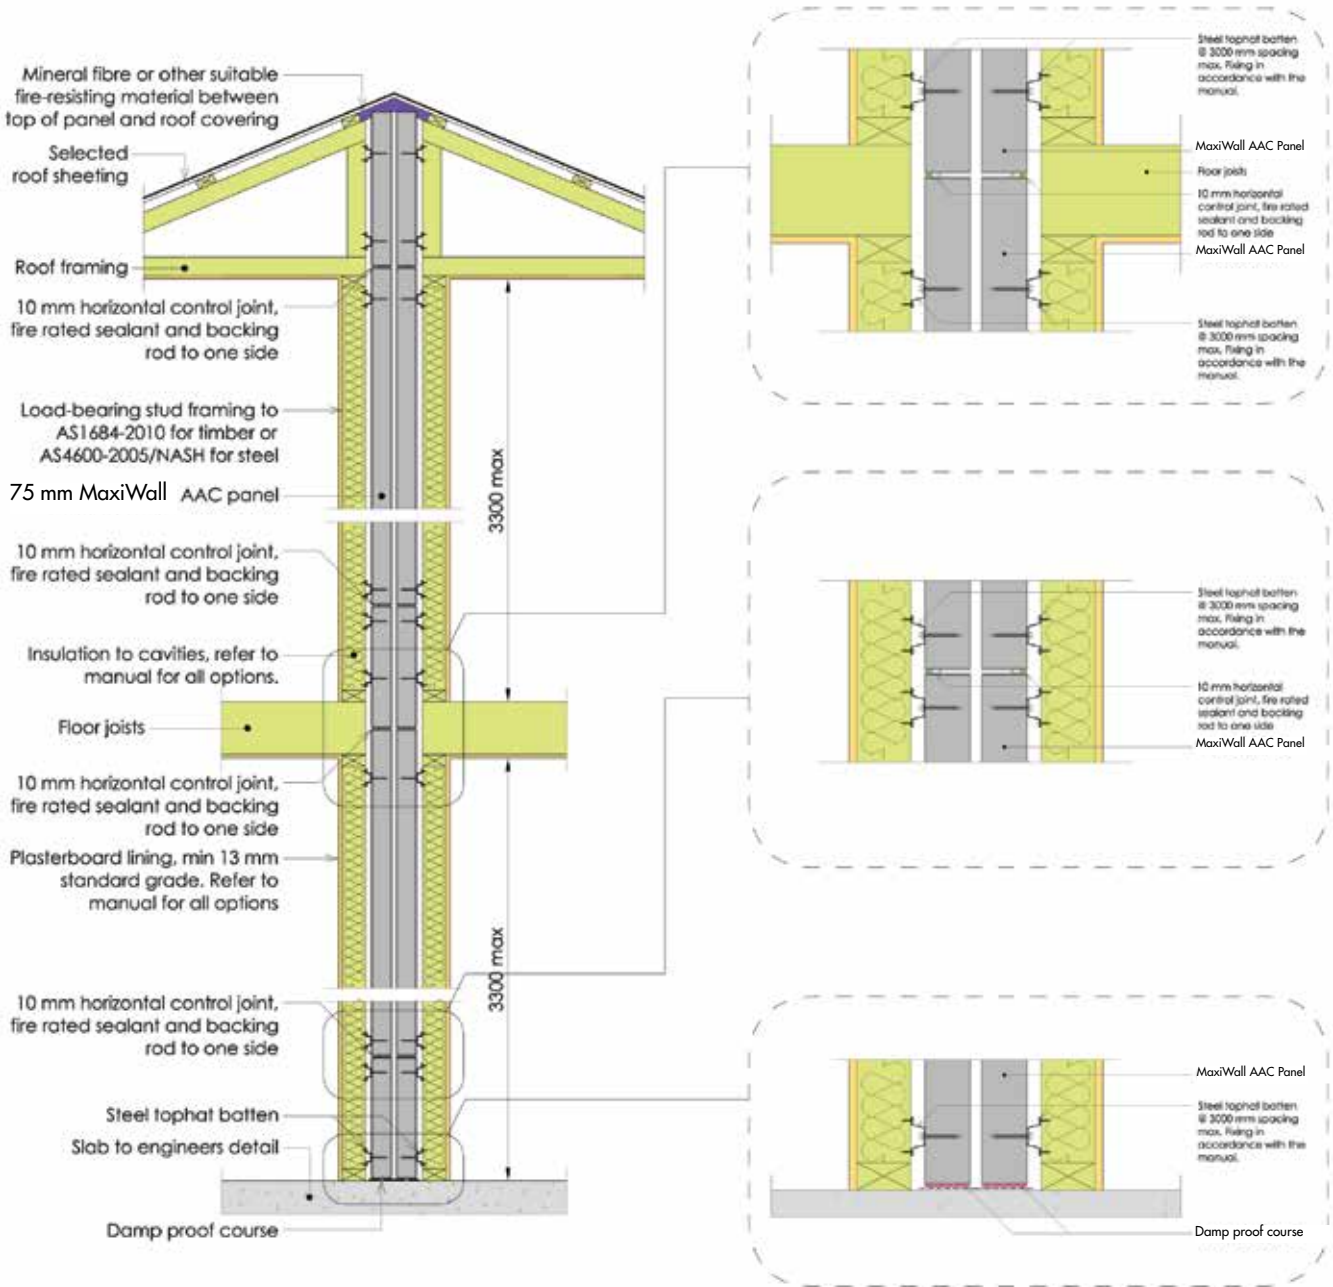 Mineral fibre or other suitable
fire-resisting material between
top of panel and roof covering
Selected
roof sheeting
Roof framing
10 mm horizontal control joint,
fire rated sealant and backing
rod to one side
Load-bearing stud framing to
AS1684-2010 for timber or
AS4600-2005/NASH for steel
75 mm MaxiWall AAC panel
10 mm horizontal control joint,
fire rated sealant and backing
rod to one side
Insulation to cavities, refer to
manual for all options.
Floor joists
10 mm horizontal control joint,
fire rated sealant and backing
rod to one side
Plasterboard lining, min 13 mm
standard grade. Refer to
manual for all options
10 mm horizontal control joint,
fire rated sealant and backing
rod to one side
Steel tophat batten
Slab to engineers detail
Damp proof course
3300 max
3300 max
Steel tophat batten
@ 3000 mm spacing
max, Fixing in
accordance with the
manual.
MaxiWall AAC Panel
Floor joists
10 mm horizontal
control joint, fire rated
sealant and backing
rod to one side
MaxiWall AAC Panel
Steel tophat batten
@ 3000 mm spacing
max, Fixing in
accordance with the
manual.
Steel tophat batten
@ 3000 mm spacing
max, Fixing in
accordance with the
manual.
10 mm horizontal
control joint, fire rated
sealant and backing
rod to one side
MaxiWall AAC Panel
MaxiWall AAC Panel
Steel tophat batten
@ 3000 mm spacing
max, Fixing in
accordance with the
manual.
Damp proof course